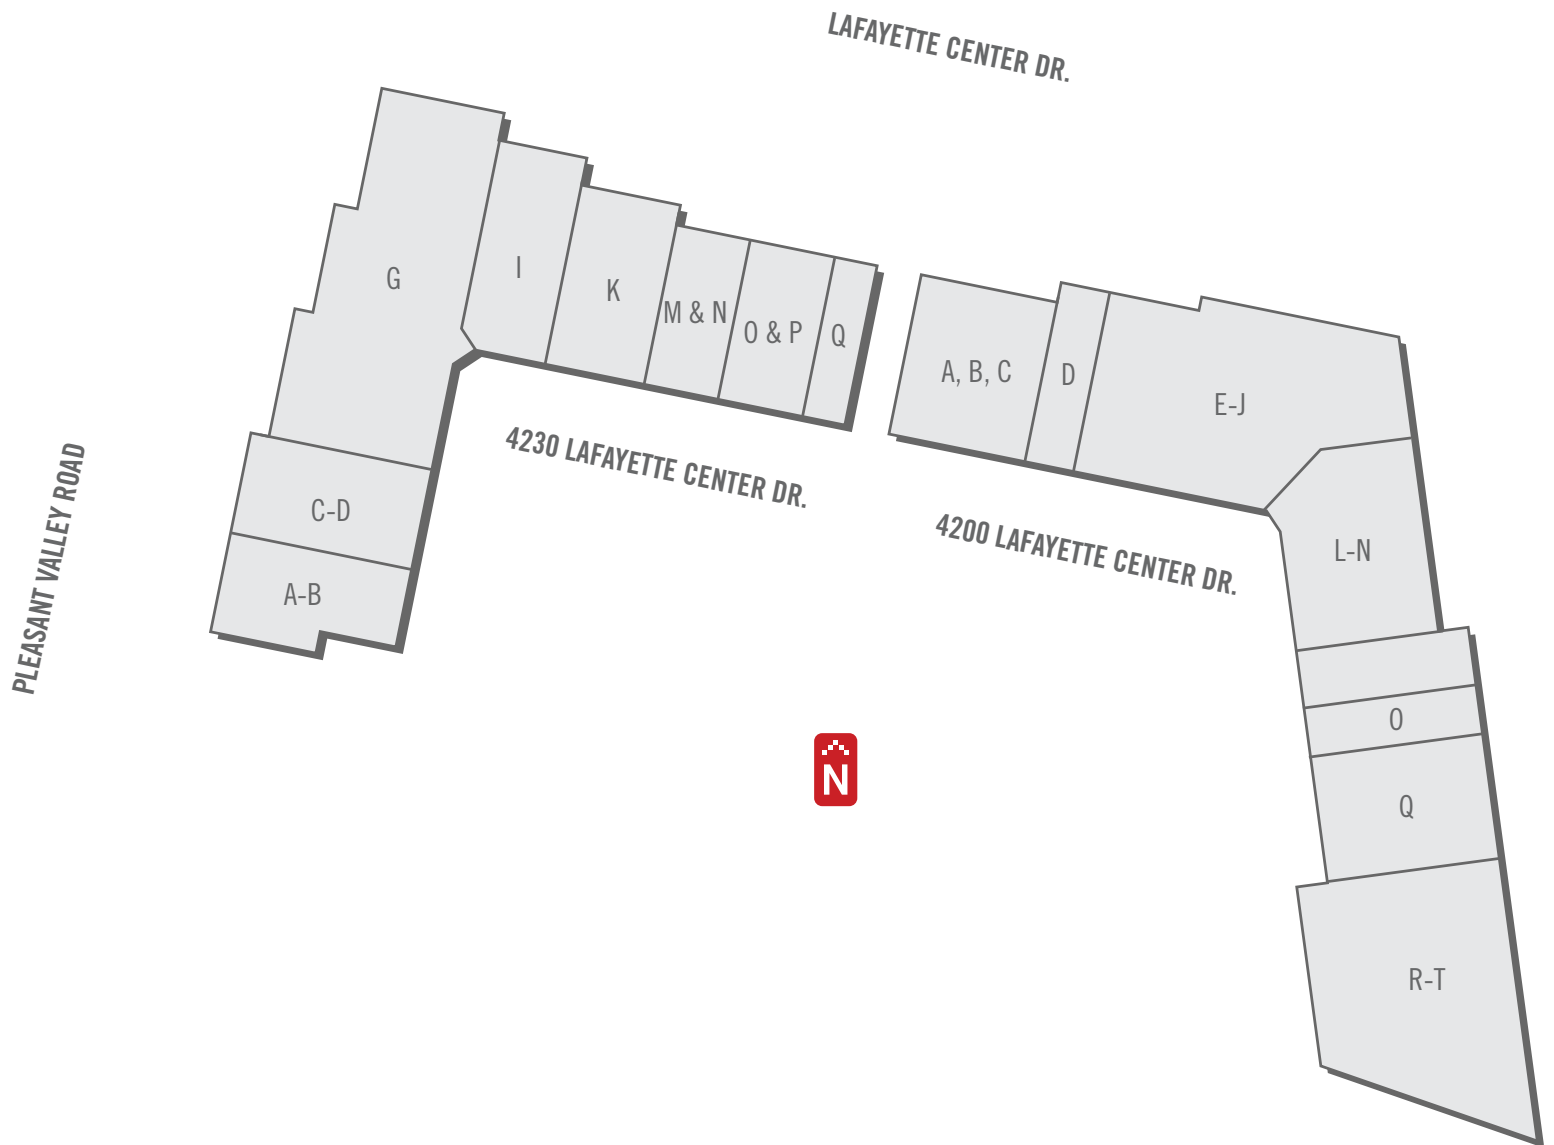 LAFAYETTE CENTER DR.
G
I
K
M & N
O & P
Q
A, B, C
D
E-J
4230 LAFAYETTE CENTER DR.
4200 LAFAYETTE CENTER DR.
PLEASANT VALLEY ROAD
C-D
A-B
L-N
O
Q
R-T
N